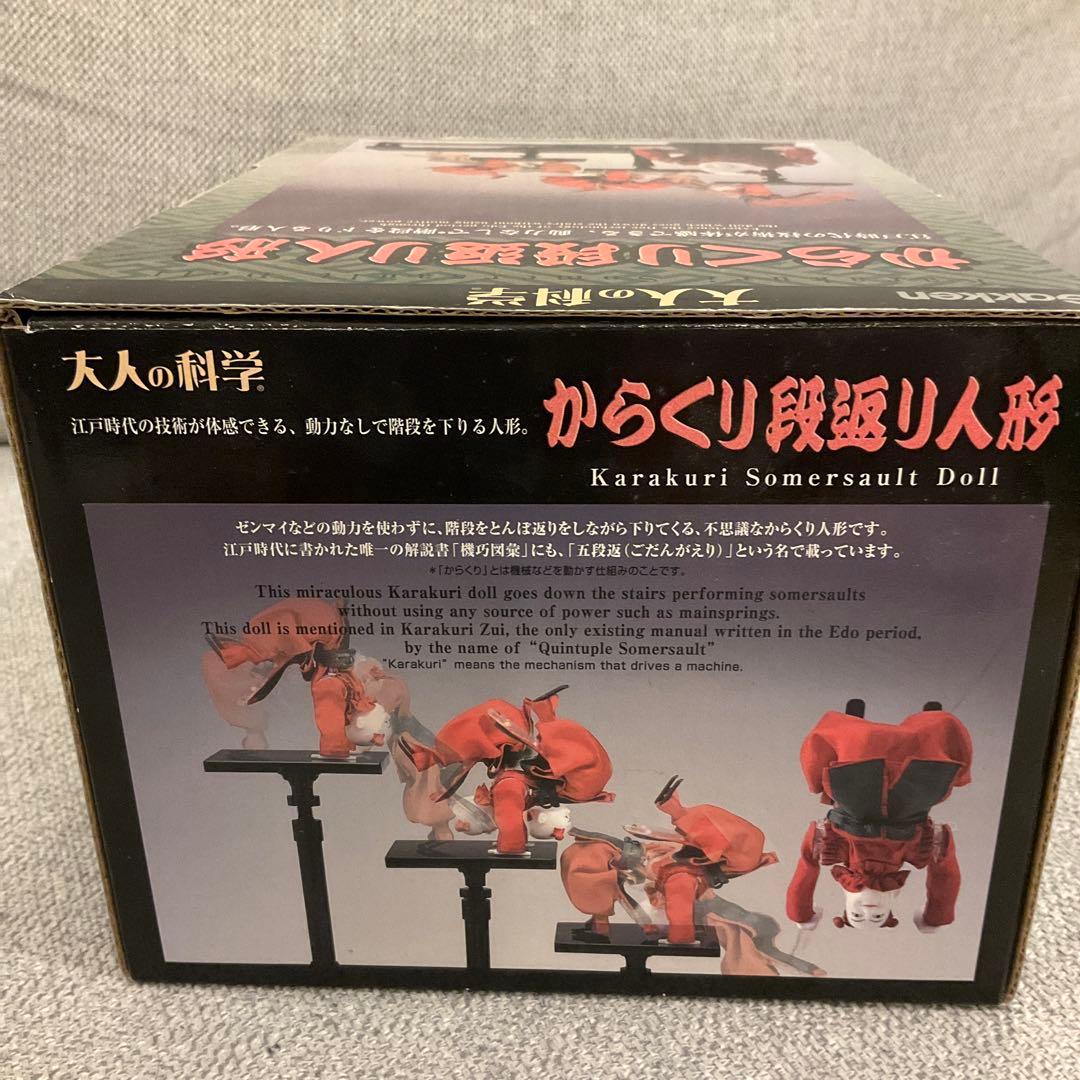 からくり段返り人形
大人の科学
Gakken
大人の科学®
江戸時代の技術が体感できる、動力なしで階段を下りる人形。
からくり段返り人形
Karakuri Somersault Doll
ゼンマイなどの動力を使わずに、階段をとんぼ返りをしながら下りてくる、不思議なからくり人形です。
江戸時代に書かれた唯一の解説書「機巧図彙」にも、「五段返(ごだんがえり)」という名で載っています。
*「からくり」とは機械などを動かす仕組みのことです。
This miraculous Karakuri doll goes down the stairs performing somersaults
without using any source of power such as mainsprings.
This doll is mentioned in Karakuri Zui, the only existing manual written in the Edo period,
by the name of “Quintuple Somersault”
"Karakuri" means the mechanism that drives a machine.